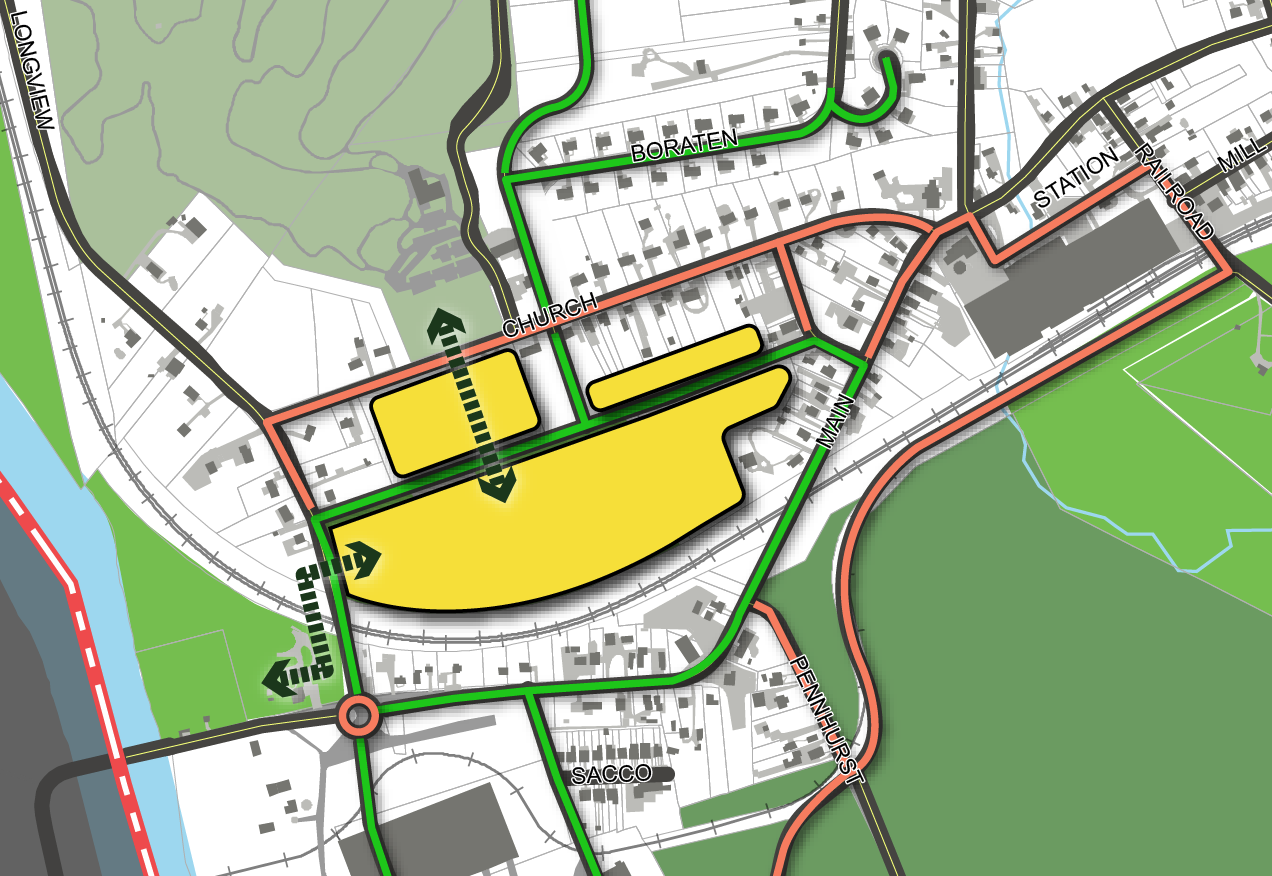 LONGVIEW
BORATEN
STATION
RAILROAD
MILL
CHURCH
MAIN
PENNHURST
SACCO